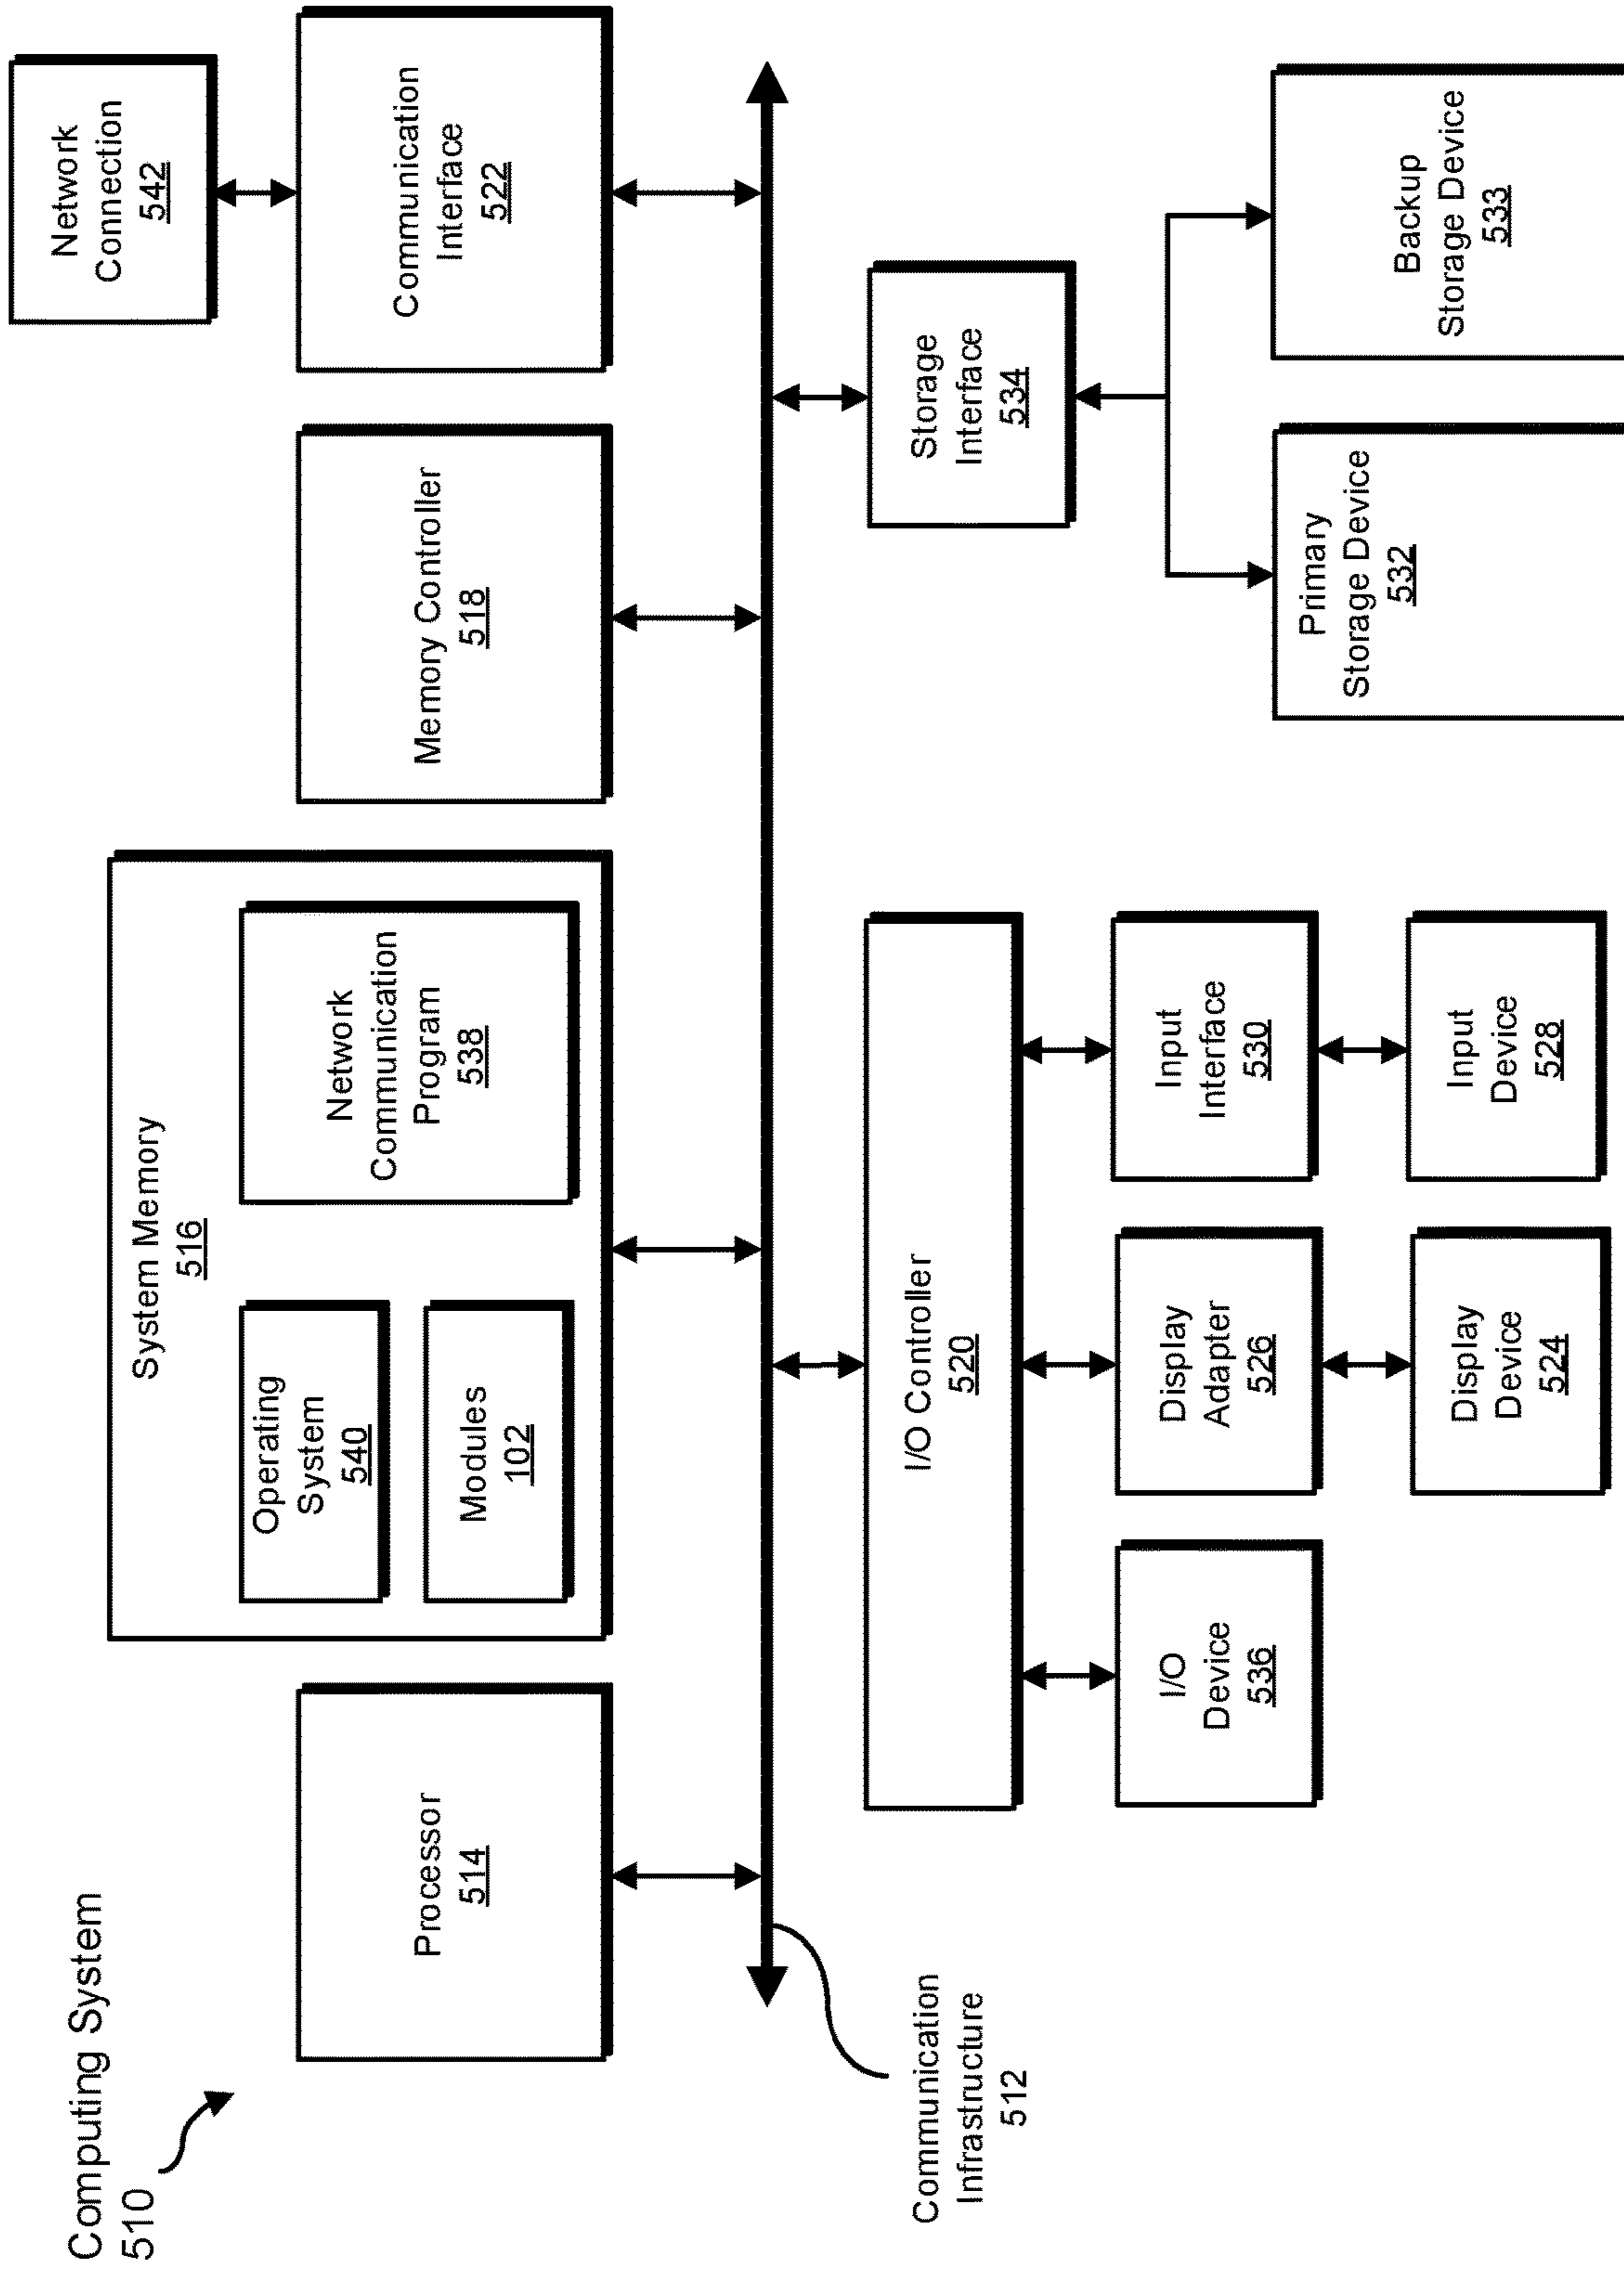 Computing System
510
Network
Connection
542
Processor
514
System Memory
516
Operating
System
540
Modules
102
Network
Communication
Program
538
Memory Controller
518
Communication
Interface
522
Communication
Infrastructure
512
I/O Controller
520
Storage
Interface
534
I/O
Device
536
Display
Adapter
526
Input
Interface
530
Display
Device
524
Input
Device
528
Primary
Storage Device
532
Backup
Storage Device
533